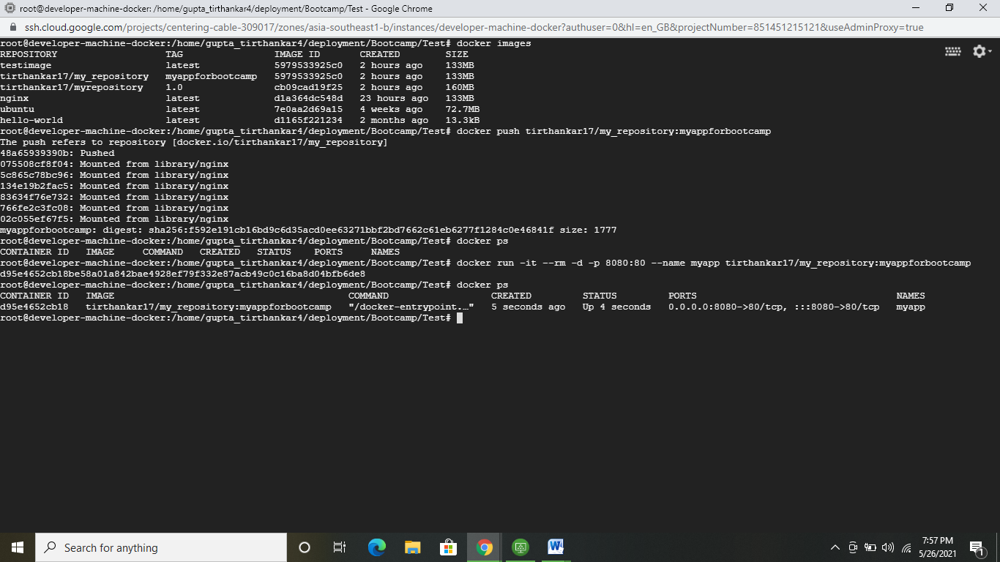 root@developer-machine-docker: /home/gupta_tirthankar4/deployment/Bootcamp/Test - Google Chrome
ssh.cloud.google.com/projects/centering-cable-309017/zones/asia-southeast1-b/instances/developer-machine-docker?authuser=0&hl=en_GB&projectNumber=851451215121&useAdminProxy=true
root@developer-machine-docker:/home/gupta_tirthankar4/deployment/Bootcamp/Test# docker images
REPOSITORY TAG IMAGE ID CREATED SIZE
testimage latest 5979533925c0 2 hours ago 133MB
tirthankar17/my_repository myappforbootcamp 5979533925c0 2 hours ago 133MB
tirthankar17/myrepository 1.0 cb09cad19f25 2 hours ago 160MB
nginx latest d1a364dc548d 23 hours ago 133MB
ubuntu latest 7e0aa2d69a15 4 weeks ago 72.7MB
hello-world latest d1165f221234 2 months ago 13.3kB
root@developer-machine-docker:/home/gupta_tirthankar4/deployment/Bootcamp/Test# docker push tirthankar17/my_repository:myappforbootcamp
The push refers to repository [docker.io/tirthankar17/my_repository]
48a65939390b: Pushed
075508cf8f04: Mounted from library/nginx
5c865c78bc96: Mounted from library/nginx
134e19b2fac5: Mounted from library/nginx
83634f76e732: Mounted from library/nginx
766fe2c3fc08: Mounted from library/nginx
02c055ef67f5: Mounted from library/nginx
myappforbootcamp: digest: sha256:f592e191cb16bd9c6d35acd0ee63271bbf2bd7662c61eb6277f1284c0e46841f size: 1777
root@developer-machine-docker:/home/gupta_tirthankar4/deployment/Bootcamp/Test# docker ps
CONTAINER ID IMAGE COMMAND CREATED STATUS PORTS NAMES
root@developer-machine-docker:/home/gupta_tirthankar4/deployment/Bootcamp/Test# docker run -it --rm -d -p 8080:80 --name myapp tirthankar17/my_repository:myappforbootcamp
d95e4652cb18be58a01a842bae4928ef79f332e87acb49c0c16ba8d04bfb6de8
root@developer-machine-docker:/home/gupta_tirthankar4/deployment/Bootcamp/Test# docker ps
CONTAINER ID IMAGE COMMAND CREATED STATUS PORTS NAMES
d95e4652cb18 tirthankar17/my_repository:myappforbootcamp "/docker-entrypoint.…" 5 seconds ago Up 4 seconds 0.0.0.0:8080->80/tcp, :::8080->80/tcp myapp
root@developer-machine-docker:/home/gupta_tirthankar4/deployment/Bootcamp/Test#
Search for anything
W
7:57 PM
5/26/2021
1